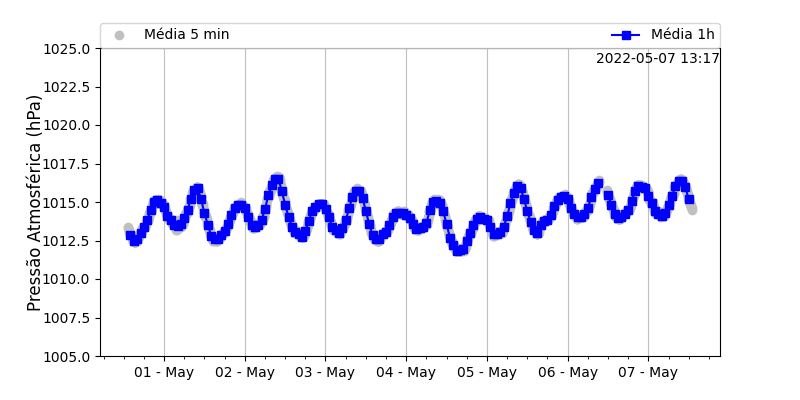 Média 5 min
Média 1h
2022-05-07 13:17
Pressão Atmosférica (hPa)
1025.0
1022.5
1020.0
1017.5
1015.0
1012.5
1010.0
1007.5
1005.0
01 - May
02 - May
03 - May
04 - May
05 - May
06 - May
07 - May